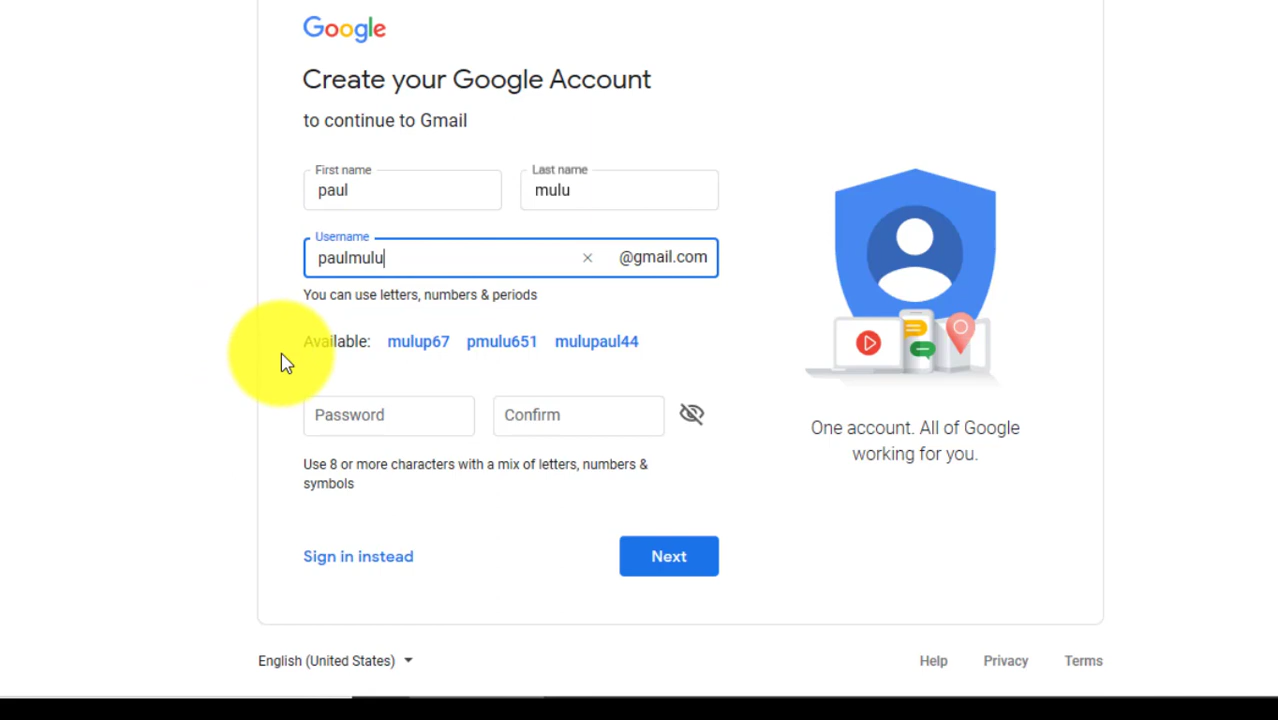 Google
Create your Google Account
to continue to Gmail
First name
Last name
paul
mulu
Username
paulmulu
@gmail.com
You can use letters, numbers & periods
Available: mulup67 pmulu651 mulupaul44
Password
Confirm
Use 8 or more characters with a mix of letters, numbers &
symbols
One account. All of Google
working for you.
Sign in instead
Next
English (United States)
Help
Privacy
Terms